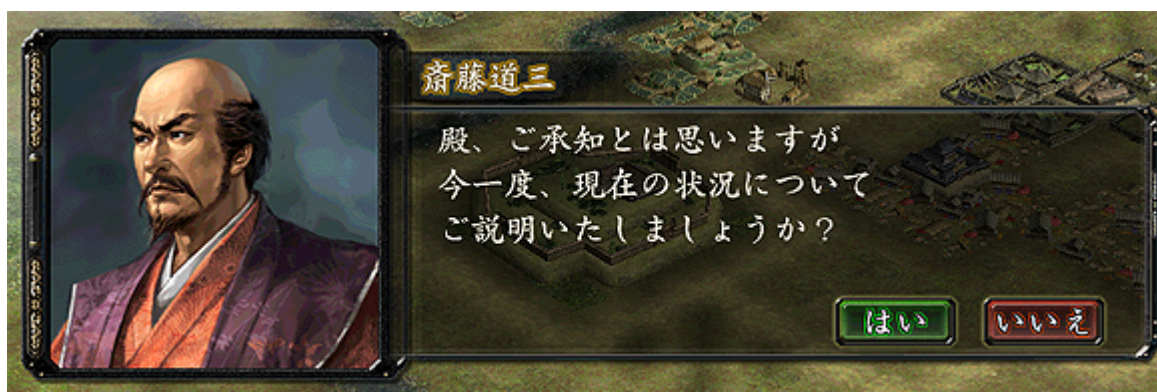 斎藤道三
殿、ご承知とは思いますが
今一度、現在の状況について
ご説明いたしましょうか？
はい
いいえ